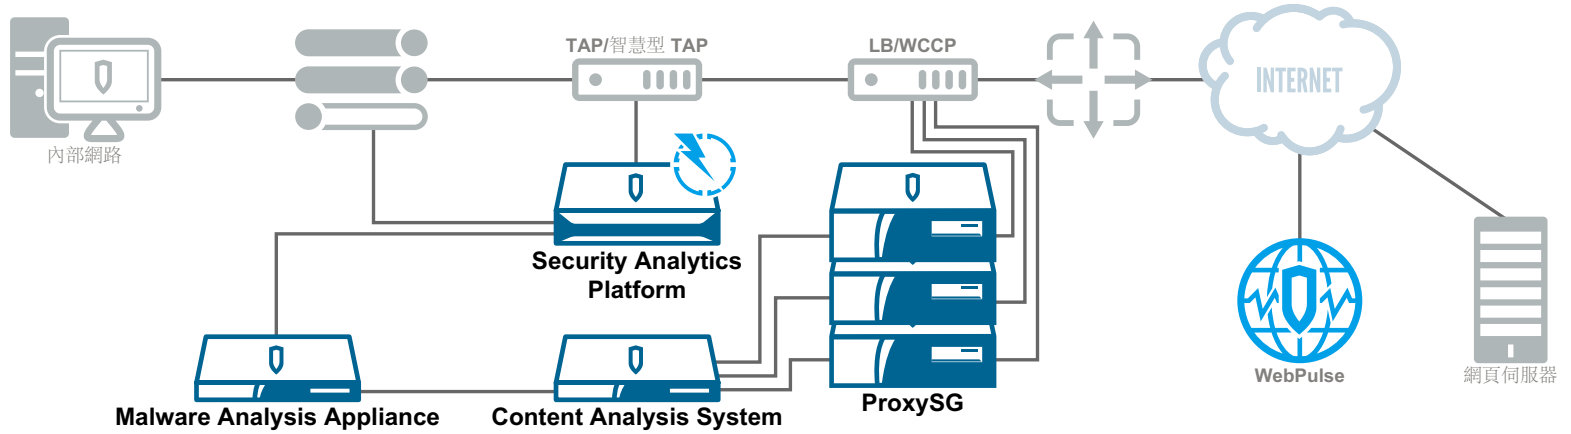 TAP/智慧型 TAP
LB/WCCP
INTERNET
內部網路
Security Analytics
Platform
WebPulse
網頁伺服器
Malware Analysis Appliance
Content Analysis System
ProxySG